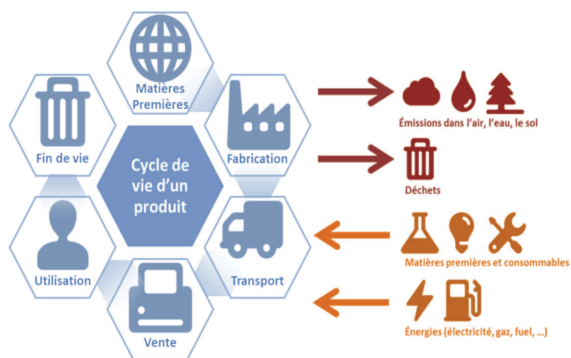 Matières
Premières
Fin de vie
Fabrication
Cycle de
vie d'un
produit
Utilisation
Transport
Vente
Émissions dans l'air, l'eau, le sol
Déchets
Matières premières et consommables
Énergies (électricité, gaz, fuel, ...)